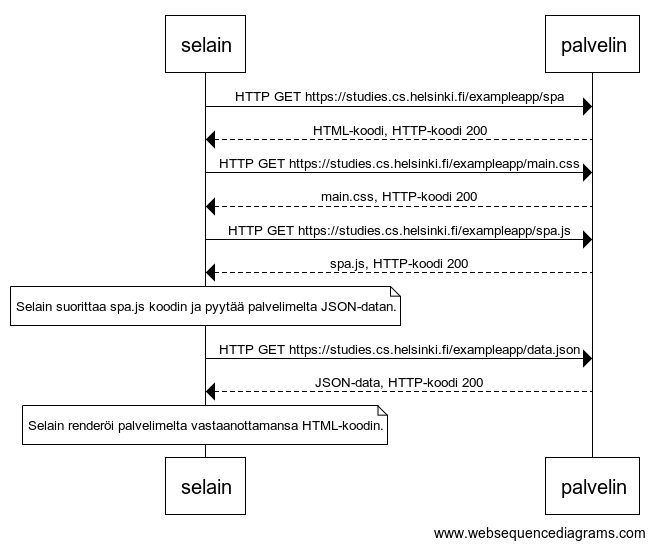 selain palvelin
HTTP GET https://studies.cs.helsinki.fi/exampleapp/spa
HTML-koodi, HTTP-koodi 200
HTTP GET https://studies.cs.helsinki.fi/exampleapp/main.css
main.css, HTTP-koodi 200
HTTP GET https://studies.cs.helsinki.fi/exampleapp/spa.js
spa.js, HTTP-koodi 200
Selain suorittaa spa.js koodin ja pyytää palvelimelta JSON-datan.
HTTP GET https://studies.cs.helsinki.fi/exampleapp/data.json
JSON-data, HTTP-koodi 200
Selain renderöi palvelimelta vastaanottamansa HTML-koodin.
selain palvelin
www.websequencediagrams.com